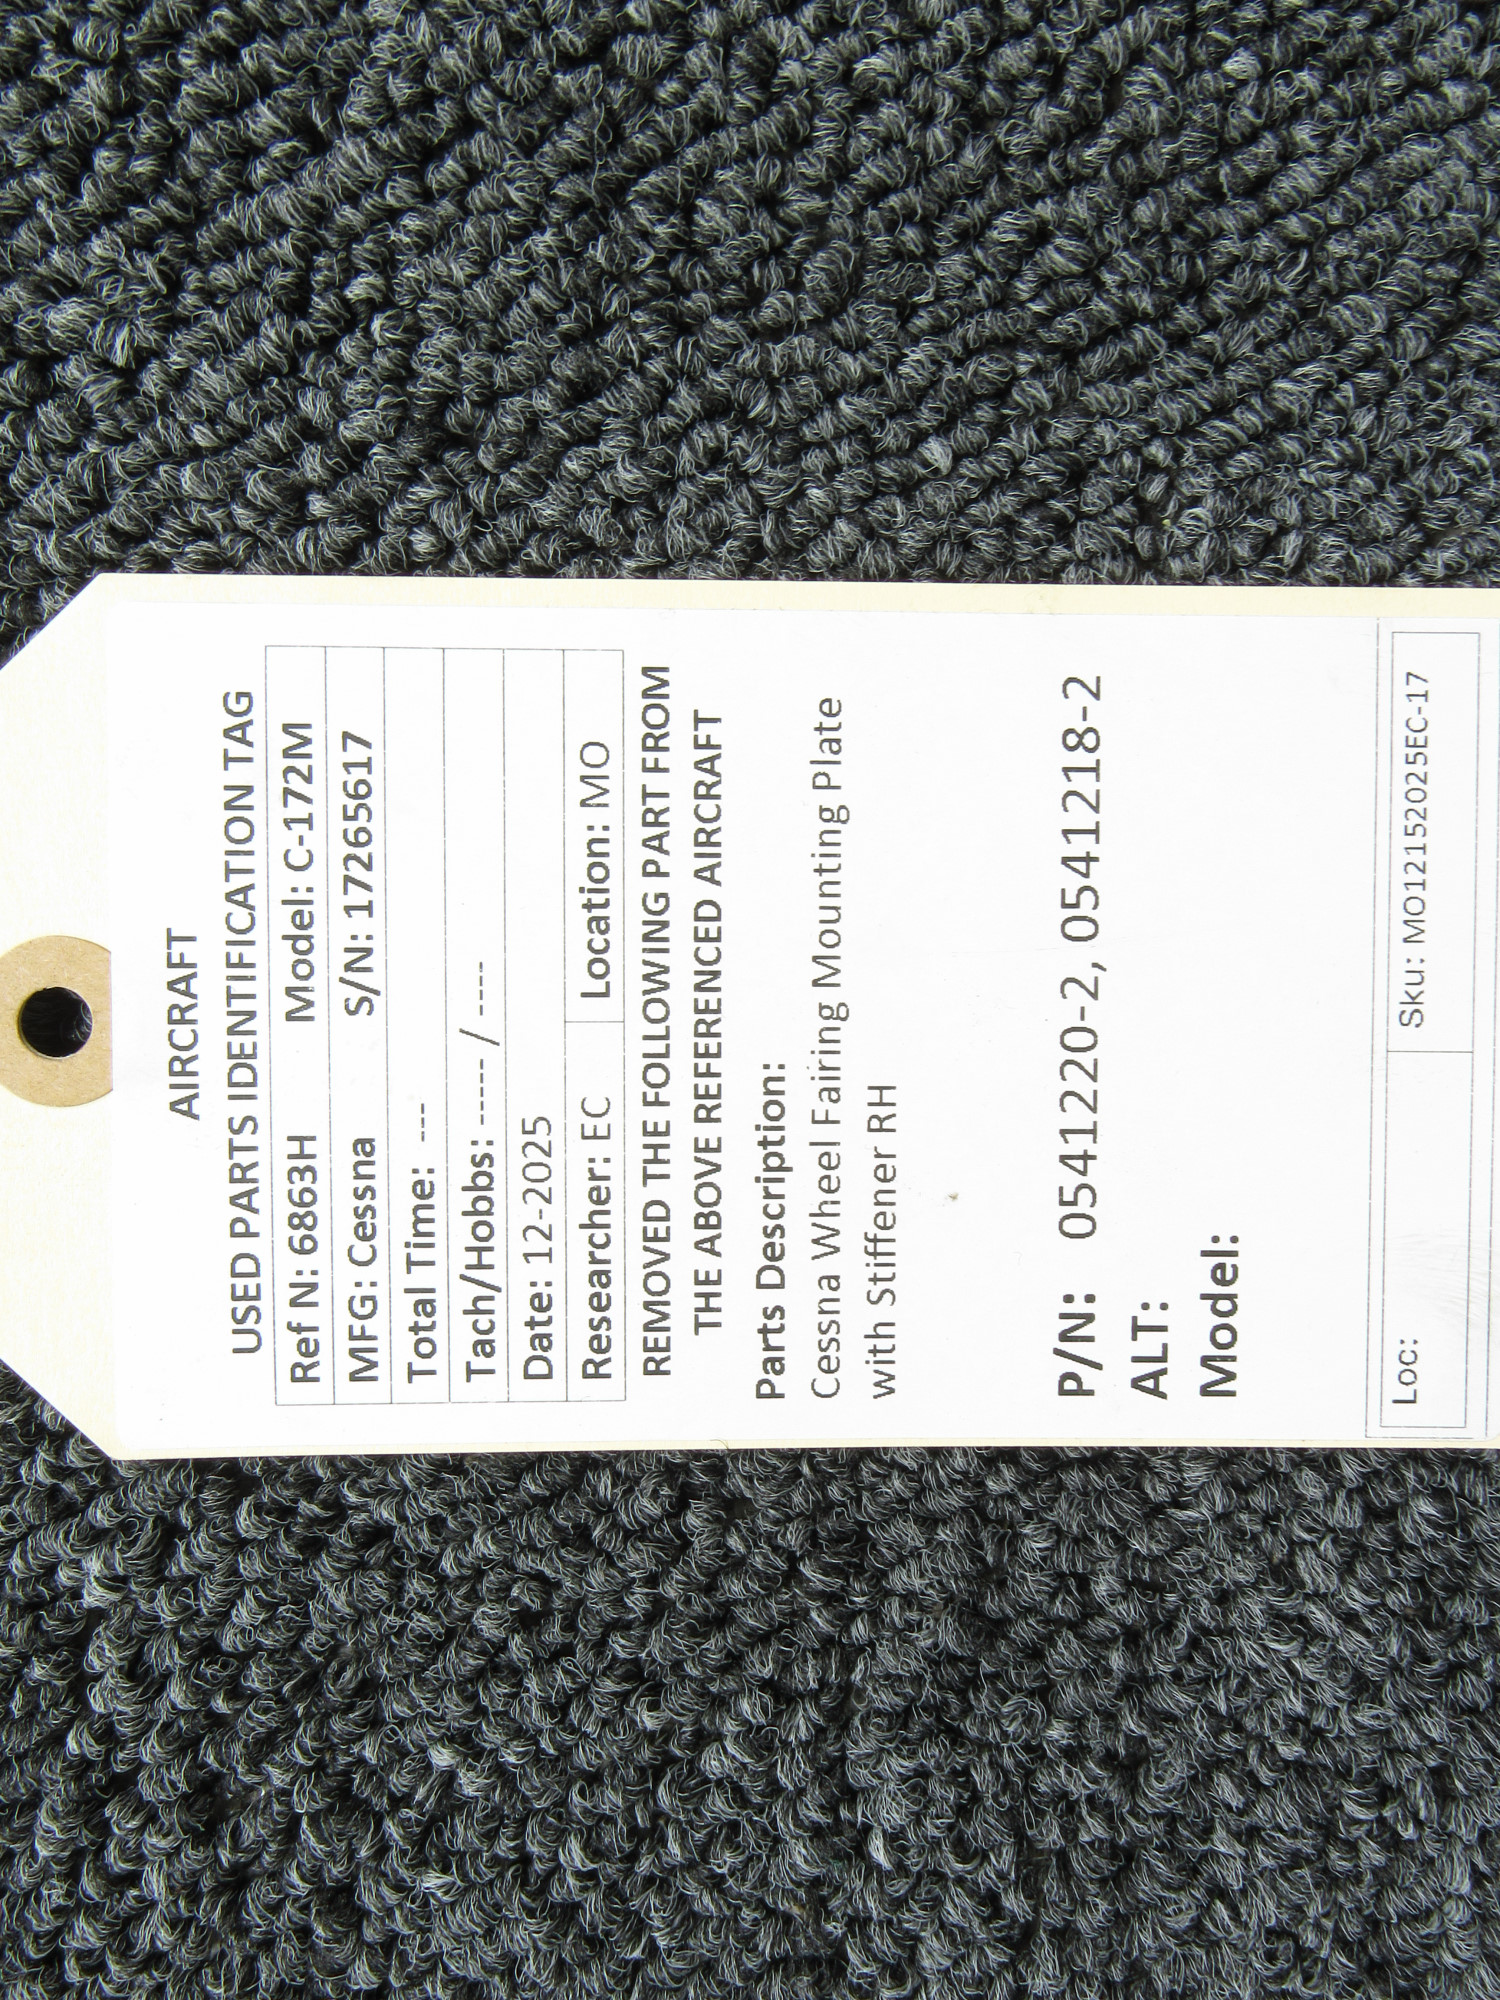 AIRCRAFT
USED PARTS IDENTIFICATION TAG
Ref N: 6863H Model: C-172M
MFG: Cessna S/N: 17265617
Total Time: ---
Tach/Hobbs: ----- / ----
Date: 12-2025
Researcher: EC Location: MO
REMOVED THE FOLLOWING PART FROM
THE ABOVE REFERENCED AIRCRAFT
Parts Description:
Cessna Wheel Fairing Mounting Plate
with Stiffener RH
P/N: 0541220-2, 0541218-2
ALT:
Model:
Loc: Sku: MO12152025EC-17